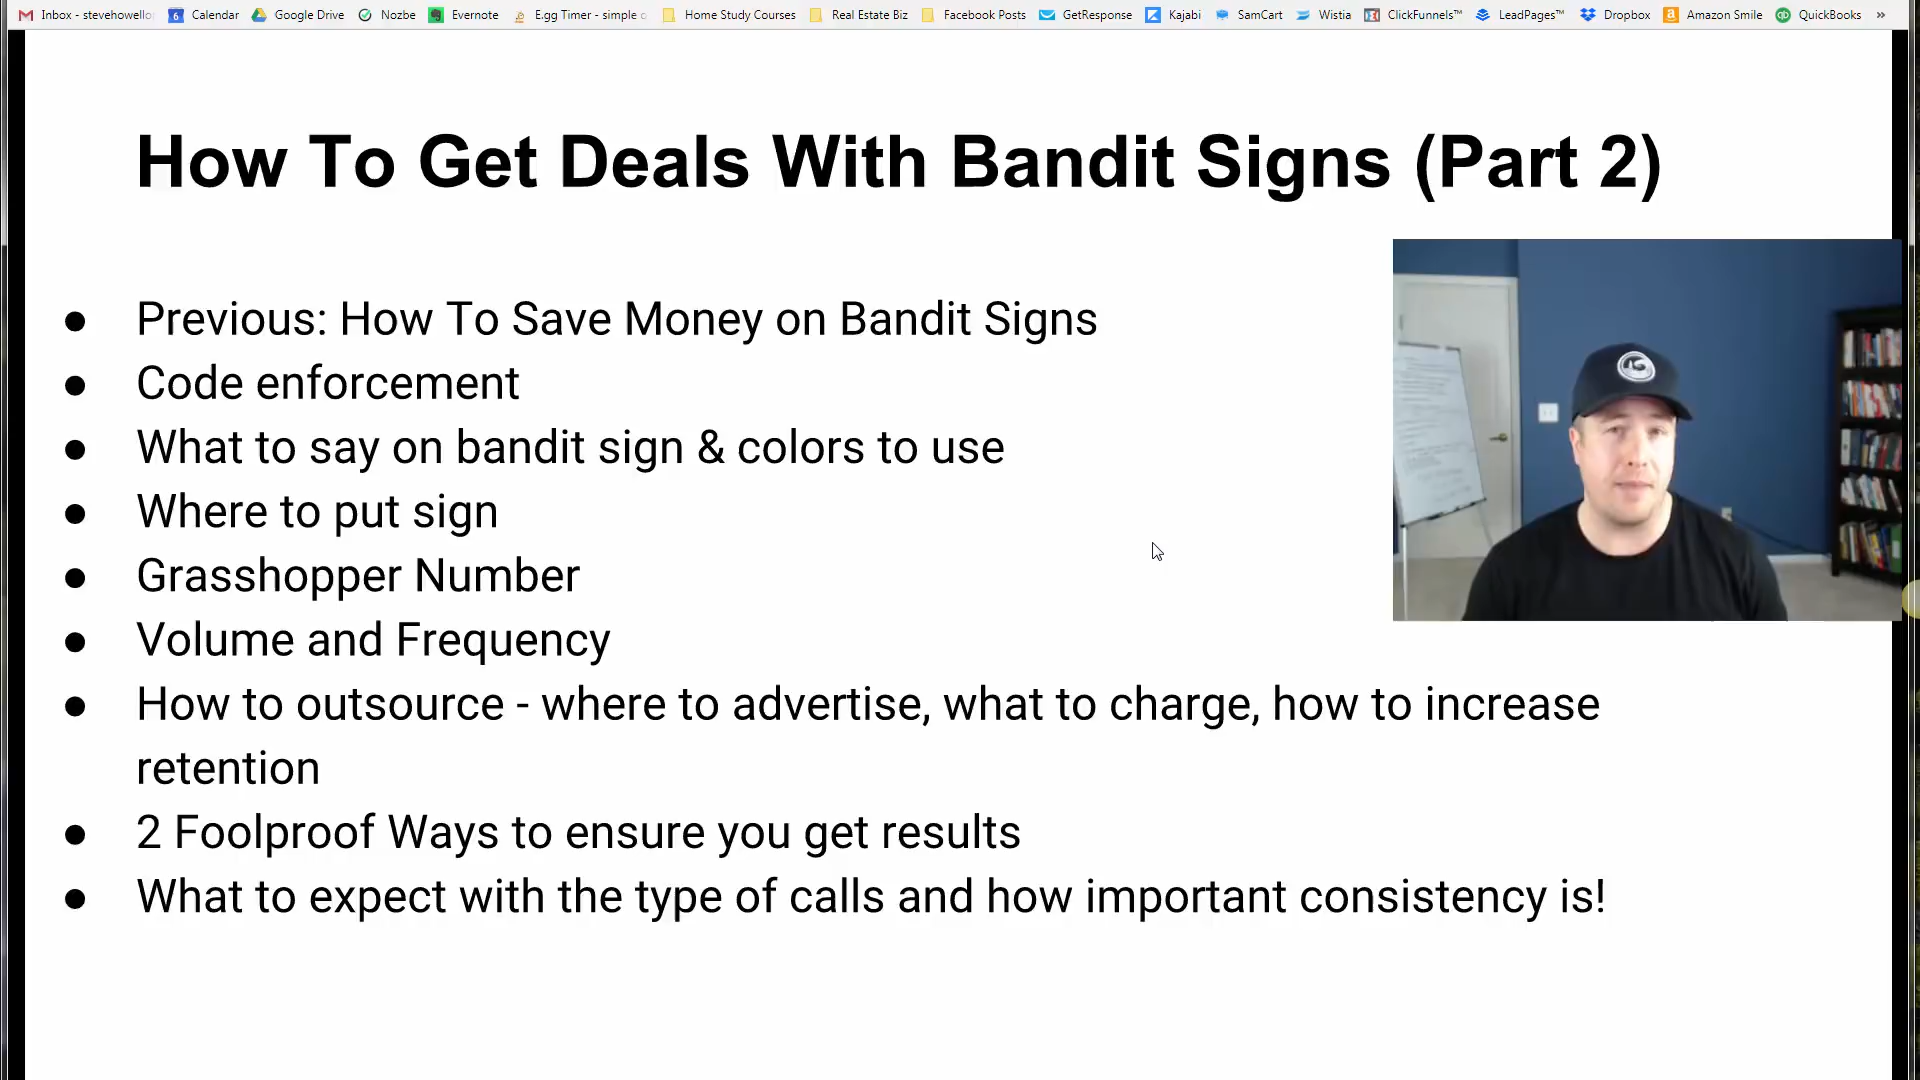 Inbox - stevehowello
Calendar
Google Drive
Nozbe
Evernote
E.gg Timer - simple c
Home Study Courses
Real Estate Biz
Facebook Posts
GetResponse
Kajabi
SamCart
Wistia
ClickFunnels™
LeadPages™
Dropbox
Amazon Smile
QuickBooks
»
How To Get Deals With Bandit Signs (Part 2)
● Previous: How To Save Money on Bandit Signs
● Code enforcement
● What to say on bandit sign & colors to use
● Where to put sign
● Grasshopper Number
● Volume and Frequency
● How to outsource - where to advertise, what to charge, how to increase
retention
● 2 Foolproof Ways to ensure you get results
● What to expect with the type of calls and how important consistency is!